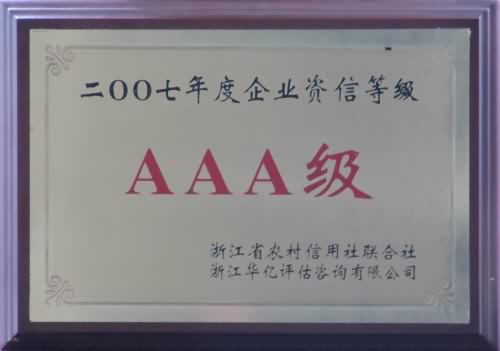 二OO七年度企业资信等级
AAA级
浙江省农村信用社联合社
浙江华亿评估咨询有限公司